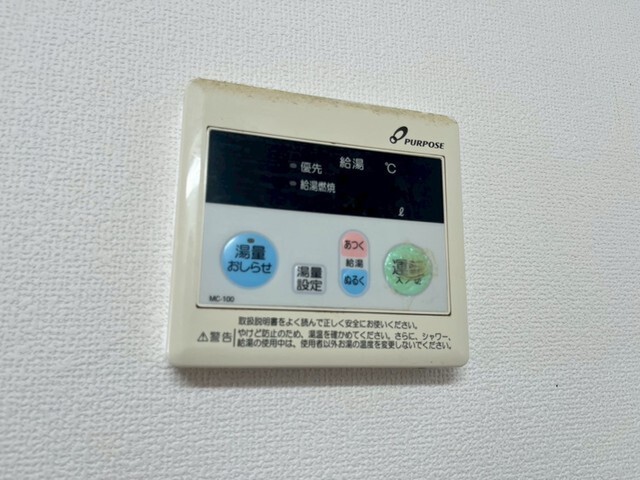 PURPOSE
優先 給湯 ℃
給湯燃焼
ℓ
湯量
おしらせ
湯量
設定
あつく
給湯
ぬるく
MC-100
取扱説明書をよく読んで正しく安全にお使いください。
⚠警告 やけど防止のため、湯温を確かめてください。さらに、シャワー、
給湯の使用中は、使用者以外お湯の温度を変更しないでください。